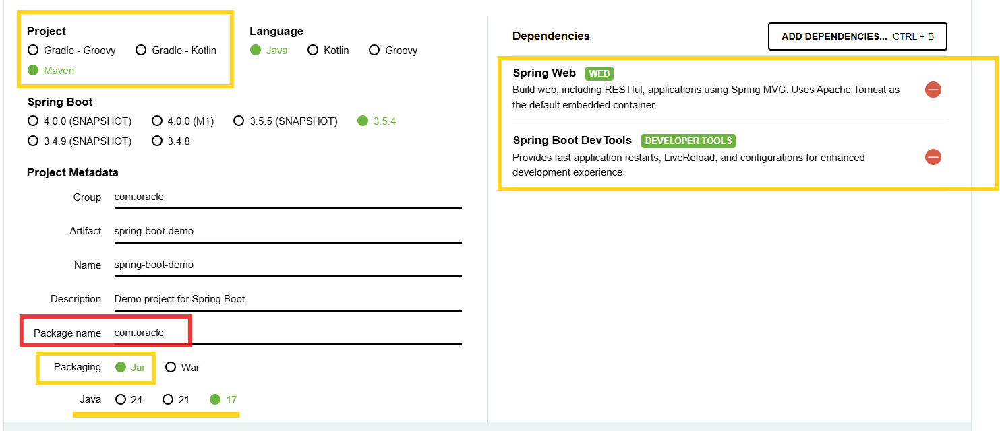 Project
Gradle - Groovy Gradle - Kotlin
Maven
Language
Java Kotlin Groovy
Spring Boot
4.0.0 (SNAPSHOT) 4.0.0 (M1) 3.5.5 (SNAPSHOT) 3.5.4
3.4.9 (SNAPSHOT) 3.4.8
Project Metadata
Group com.oracle
Artifact spring-boot-demo
Name spring-boot-demo
Description Demo project for Spring Boot
Package name com.oracle
Packaging Jar War
Java 24 21 17
Dependencies
ADD DEPENDENCIES... CTRL + B
Spring Web WEB
Build web, including RESTful, applications using Spring MVC. Uses Apache Tomcat as
the default embedded container.
Spring Boot DevTools DEVELOPER TOOLS
Provides fast application restarts, LiveReload, and configurations for enhanced
development experience.